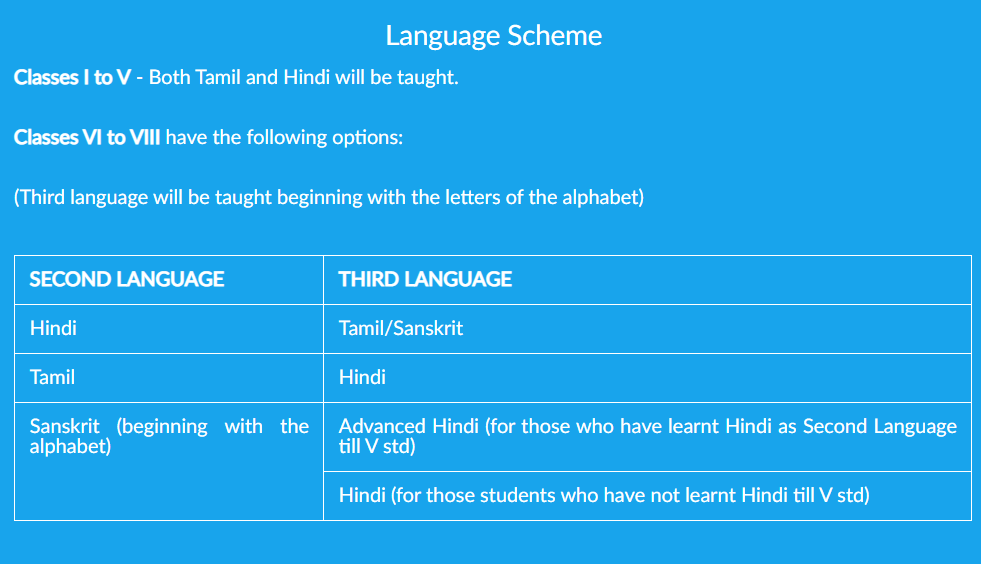 Language Scheme
Classes I to V - Both Tamil and Hindi will be taught.
Classes VI to VIII have the following options:
(Third language will be taught beginning with the letters of the alphabet)
SECOND LANGUAGE
THIRD LANGUAGE
Hindi
Tamil/Sanskrit
Tamil
Hindi
Sanskrit (beginning with the
alphabet)
Advanced Hindi (for those who have learnt Hindi as Second Language
till V std)
Hindi (for those students who have not learnt Hindi till V std)